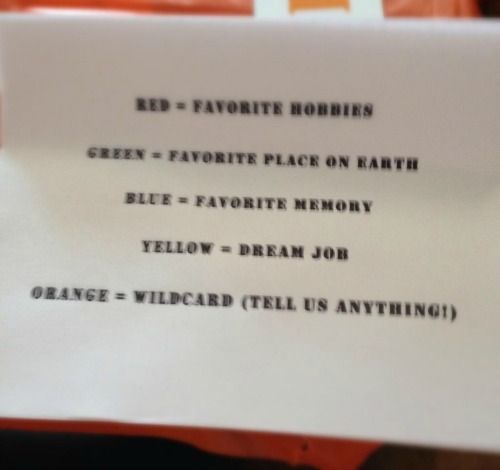 RED = FAVORITE HOBBIES
GREEN = FAVORITE PLACE ON EARTH
BLUE = FAVORITE MEMORY
YELLOW = DREAM JOB
ORANGE = WILDCARD (TELL US ANYTHING!)